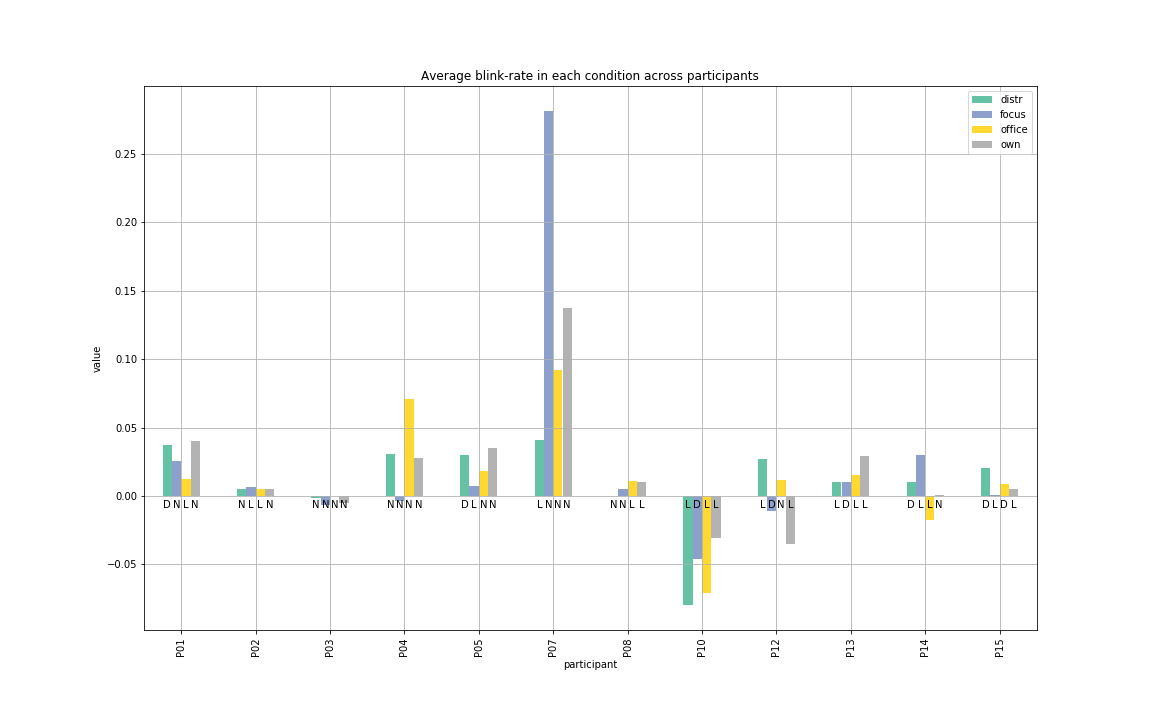 Average blink-rate in each condition across participants
distr
focus
office
own
0.25
0.20
0.15
0.10
0.05
0.00
−0.05
value
D N L N
N L L N
N N N N
N N N N
D L N N
L N N N
N N L L
L D L L
L D N L
L D L L
D L L N
D L D L
P01
P02
P03
P04
P05
P07
P08
P10
P12
P13
P14
P15
participant